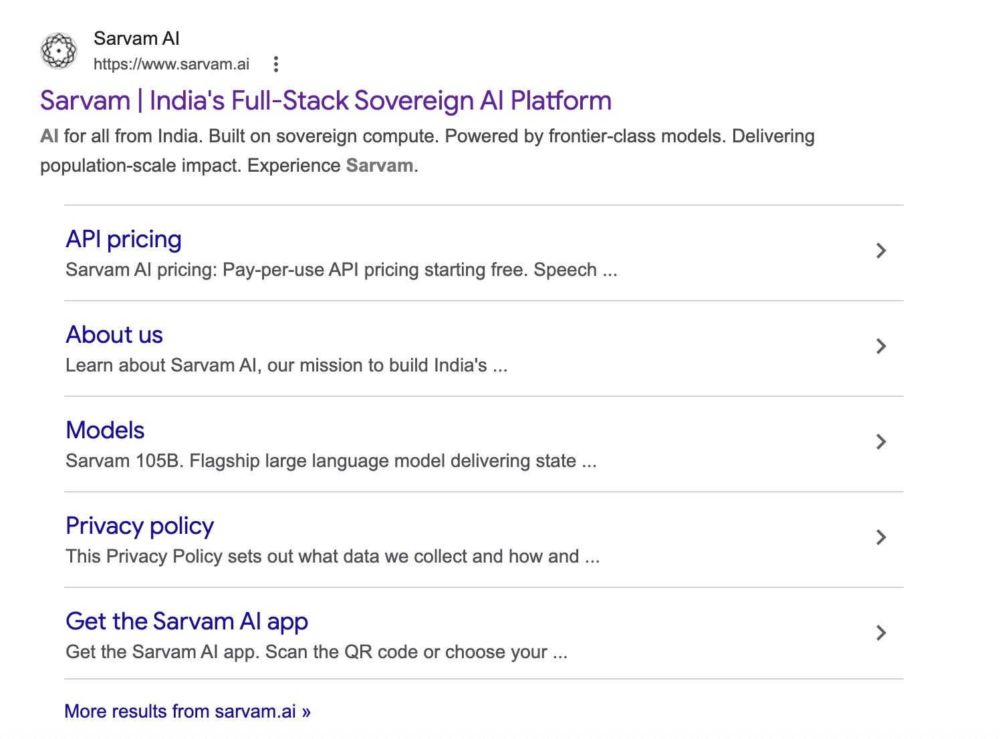 Sarvam AI
https://www.sarvam.ai
Sarvam | India's Full-Stack Sovereign AI Platform
AI for all from India. Built on sovereign compute. Powered by frontier-class models. Delivering
population-scale impact. Experience Sarvam.
API pricing
Sarvam AI pricing: Pay-per-use API pricing starting free. Speech ...
About us
Learn about Sarvam AI, our mission to build India's ...
Models
Sarvam 105B. Flagship large language model delivering state ...
Privacy policy
This Privacy Policy sets out what data we collect and how and ...
Get the Sarvam AI app
Get the Sarvam AI app. Scan the QR code or choose your ...
More results from sarvam.ai »